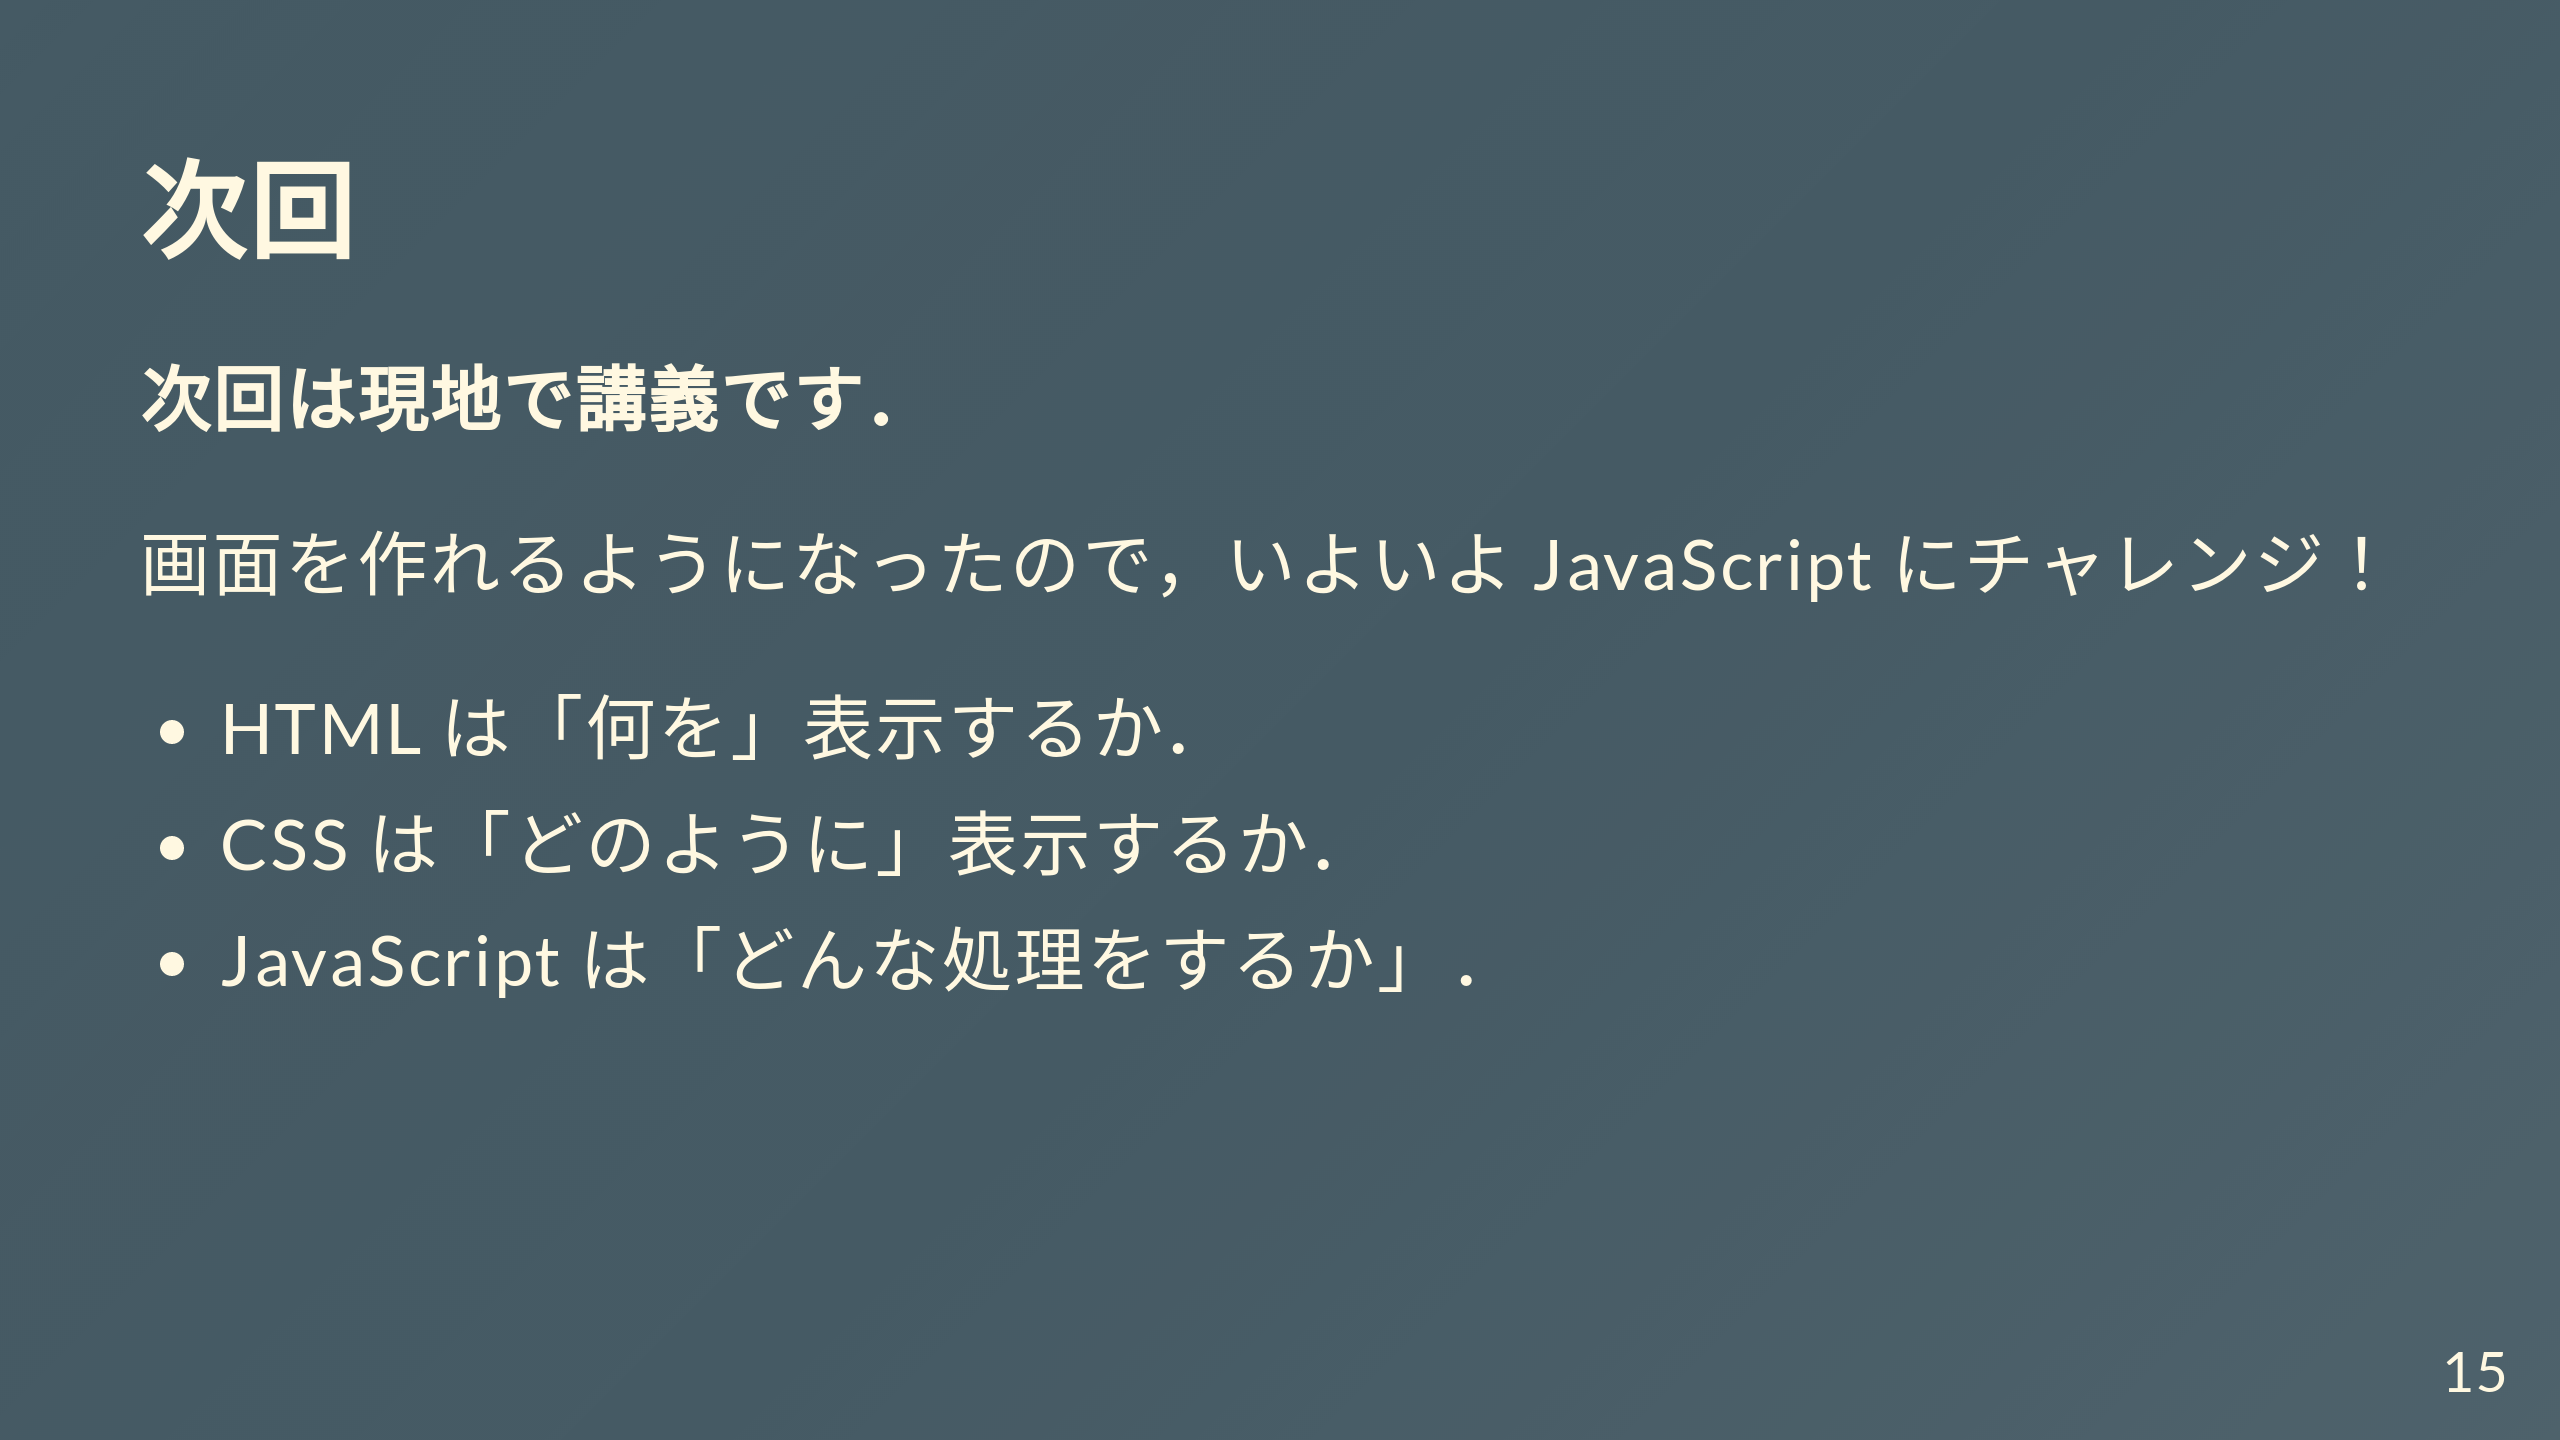 次回
次回は現地で講義です．
画面を作れるようになったので，いよいよ JavaScript にチャレンジ！
• HTML は「何を」表示するか．
• CSS は「どのように」表示するか．
• JavaScript は「どんな処理をするか」．
15